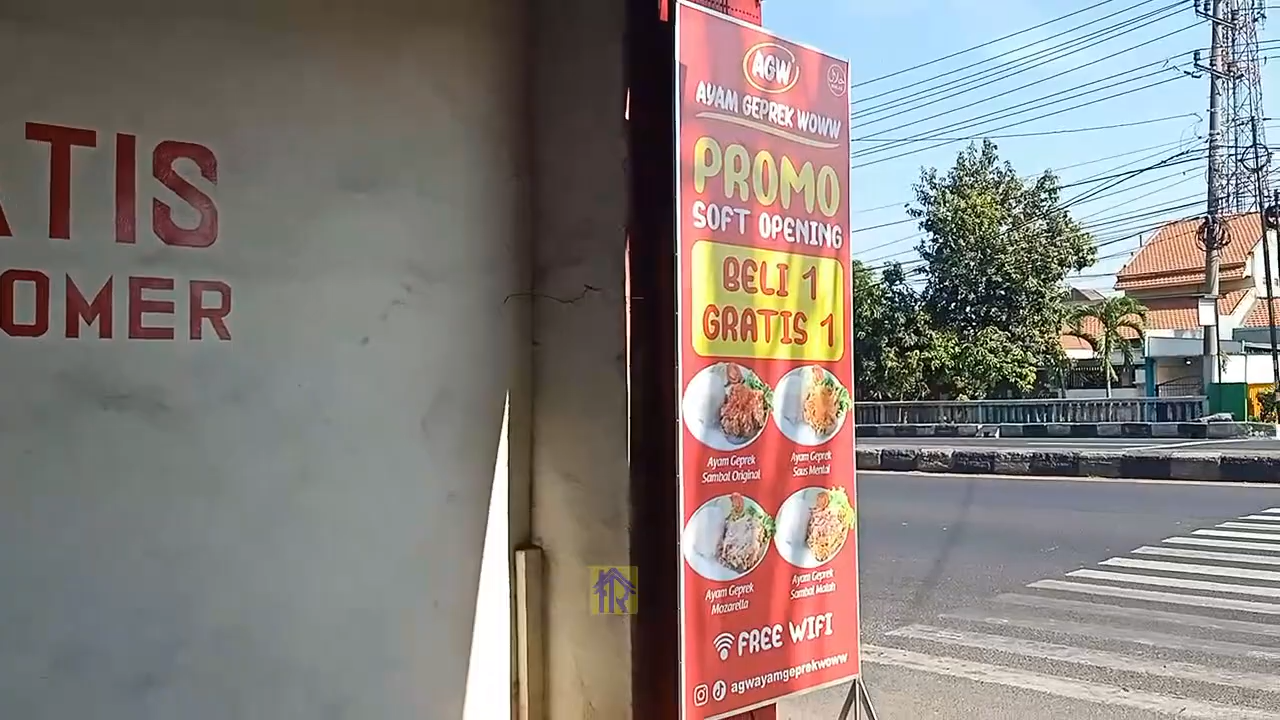 ATIS
OMER
AGW
AYAM GEPREK WOWW
PROMO
SOFT OPENING
BELI 1
GRATIS 1
Ayam Geprek
Sambal Original
Ayam Geprek
Saus Mentai
Ayam Geprek
Mozarella
Ayam Geprek
Sambal Matah
FREE WIFI
agwayamgeprekwoww